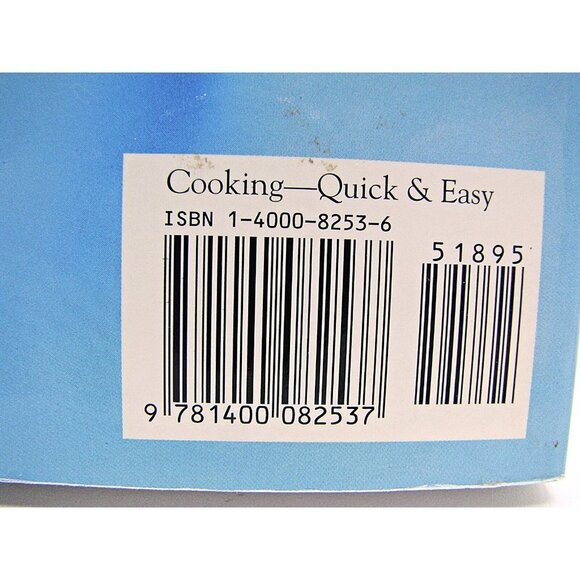 Cooking—Quick & Easy
ISBN 1-4000-8253-6
51895
9 781400 082537